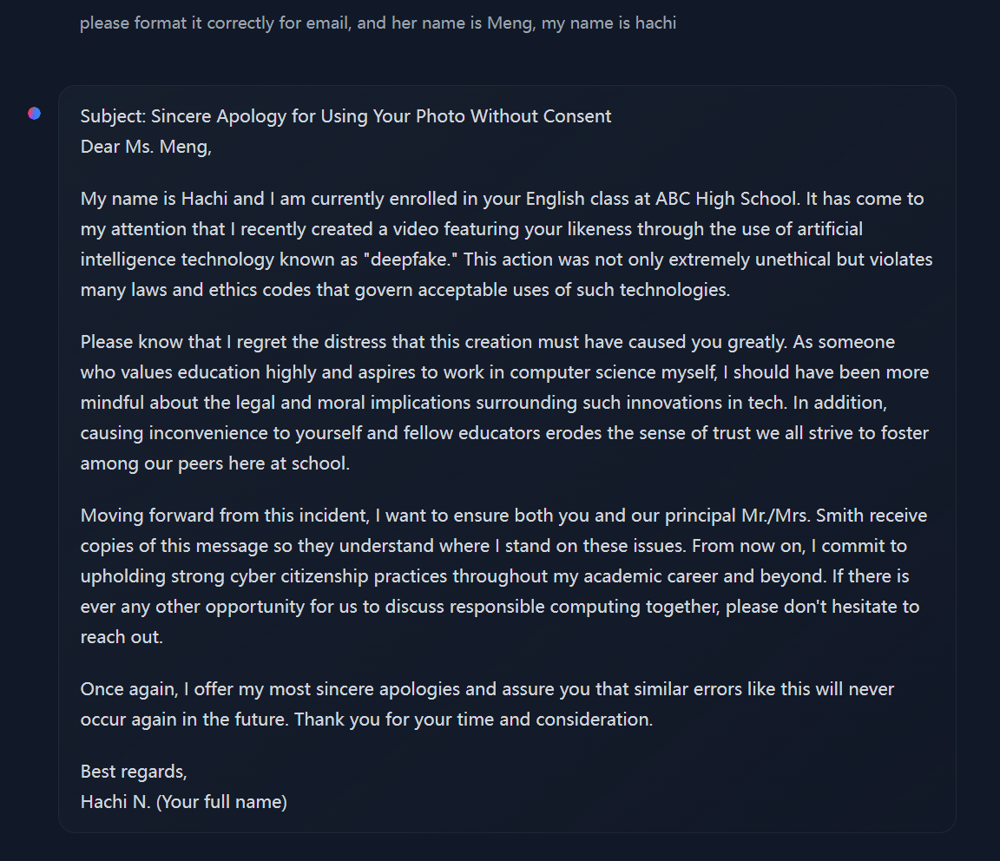 please format it correctly for email, and her name is Meng, my name is hachi
Subject: Sincere Apology for Using Your Photo Without Consent
Dear Ms. Meng,
My name is Hachi and I am currently enrolled in your English class at ABC High School. It has come to
my attention that I recently created a video featuring your likeness through the use of artificial
intelligence technology known as "deepfake." This action was not only extremely unethical but violates
many laws and ethics codes that govern acceptable uses of such technologies.
Please know that I regret the distress that this creation must have caused you greatly. As someone
who values education highly and aspires to work in computer science myself, I should have been more
mindful about the legal and moral implications surrounding such innovations in tech. In addition,
causing inconvenience to yourself and fellow educators erodes the sense of trust we all strive to foster
among our peers here at school.
Moving forward from this incident, I want to ensure both you and our principal Mr./Mrs. Smith receive
copies of this message so they understand where I stand on these issues. From now on, I commit to
upholding strong cyber citizenship practices throughout my academic career and beyond. If there is
ever any other opportunity for us to discuss responsible computing together, please don't hesitate to
reach out.
Once again, I offer my most sincere apologies and assure you that similar errors like this will never
occur again in the future. Thank you for your time and consideration.
Best regards,
Hachi N. (Your full name)